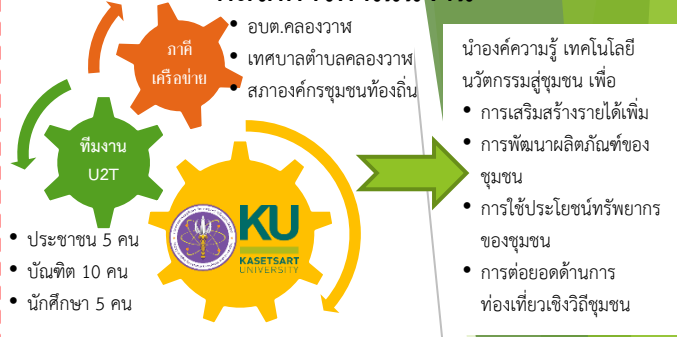 ภาคี
เครือข่าย
• อบต.คลองวาฬ
• เทศบาลตำบลคลองวาฬ
• สภาองค์กรชุมชนท้องถิ่น
ทีมงาน
U2T
• ประชาชน 5 คน
• บัณฑิต 10 คน
• นักศึกษา 5 คน
KU
KASETSART
UNIVERSITY
นำองค์ความรู้ เทคโนโลยี
นวัตกรรมสู่ชุมชน เพื่อ
• การเสริมสร้างรายได้เพิ่ม
• การพัฒนาผลิตภัณฑ์ของ
ชุมชน
• การใช้ประโยชน์ทรัพยากร
ของชุมชน
• การต่อยอดด้านการ
ท่องเที่ยวเชิงวิถีชุมชน